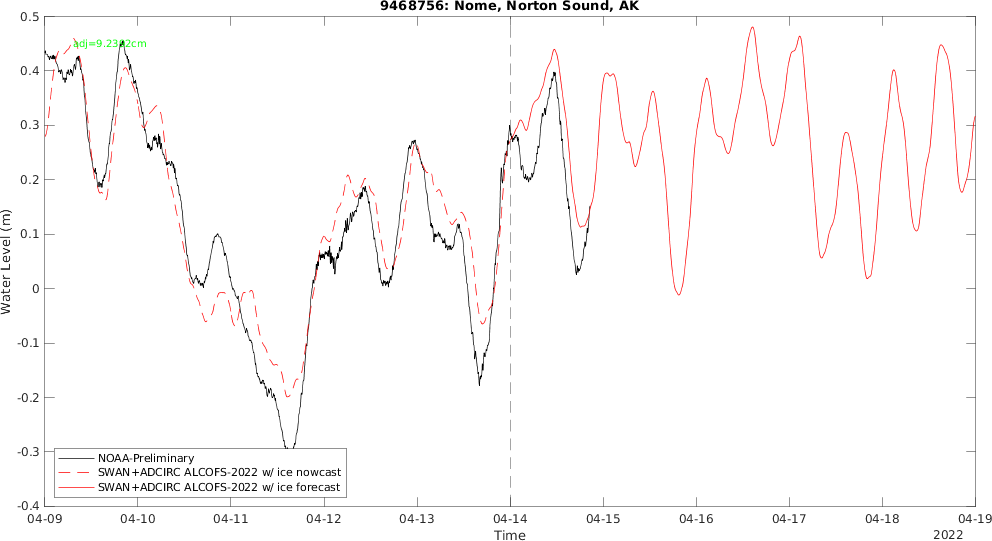 9468756: Nome, Norton Sound, AK
0.5
adj=9.2382cm
0.4
0.3
0.2
0.1
0
-0.1
-0.2
-0.3
-0.4
Water Level (m)
NOAA-Preliminary
SWAN+ADCIRC ALCOFS-2022 w/ ice nowcast
SWAN+ADCIRC ALCOFS-2022 w/ ice forecast
04-09 04-10 04-11 04-12 04-13 04-14 04-15 04-16 04-17 04-18 04-19
Time
2022